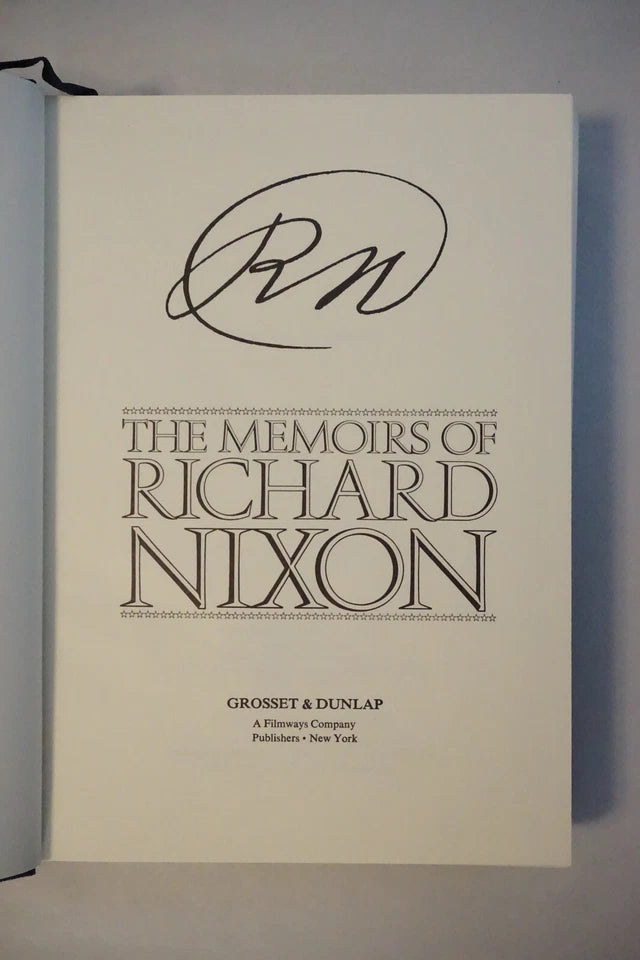 RN
THE MEMOIRS OF
RICHARD
NIXON
GROSSET & DUNLAP
A Filmways Company
Publishers • New York